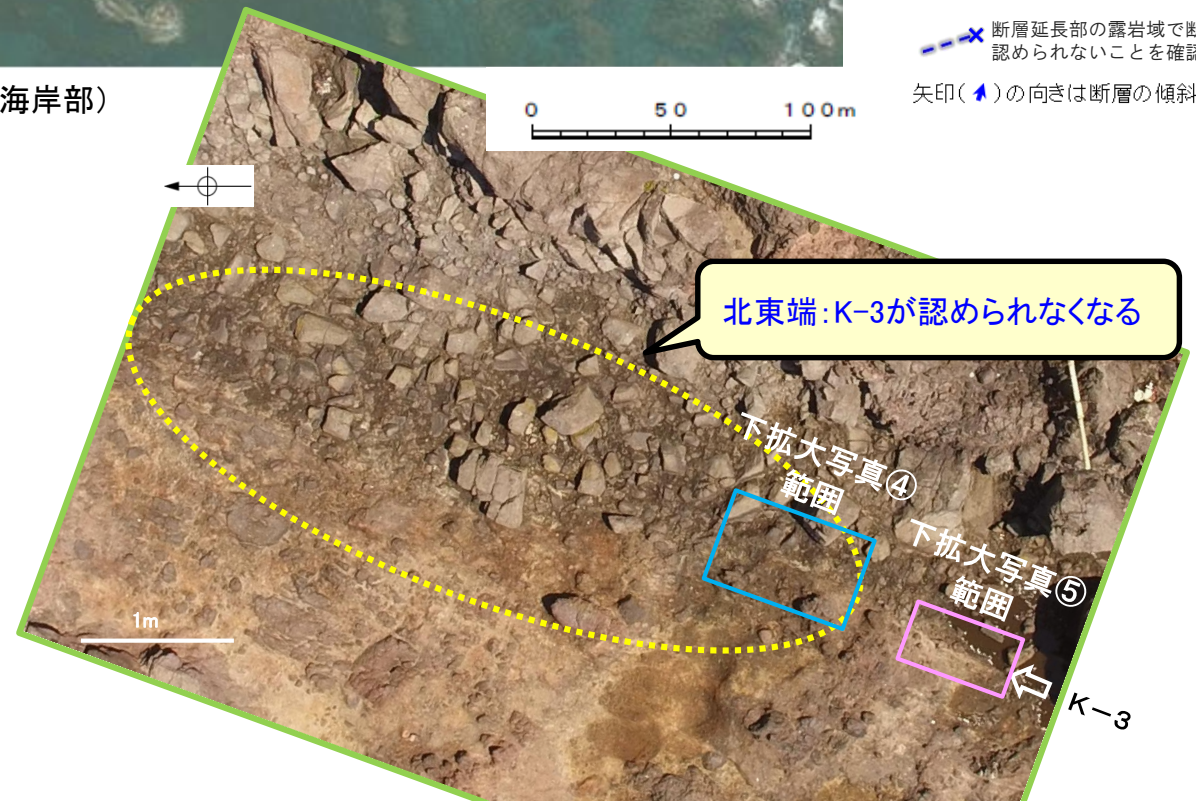 断層延長部の露岩域で断
認められないことを確認
海岸部）
矢印( )の向きは断層の傾斜
0 50 100m
北東端：K-3が認められなくなる
下拡大写真④
範囲
下拡大写真⑤
範囲
1m
K-3